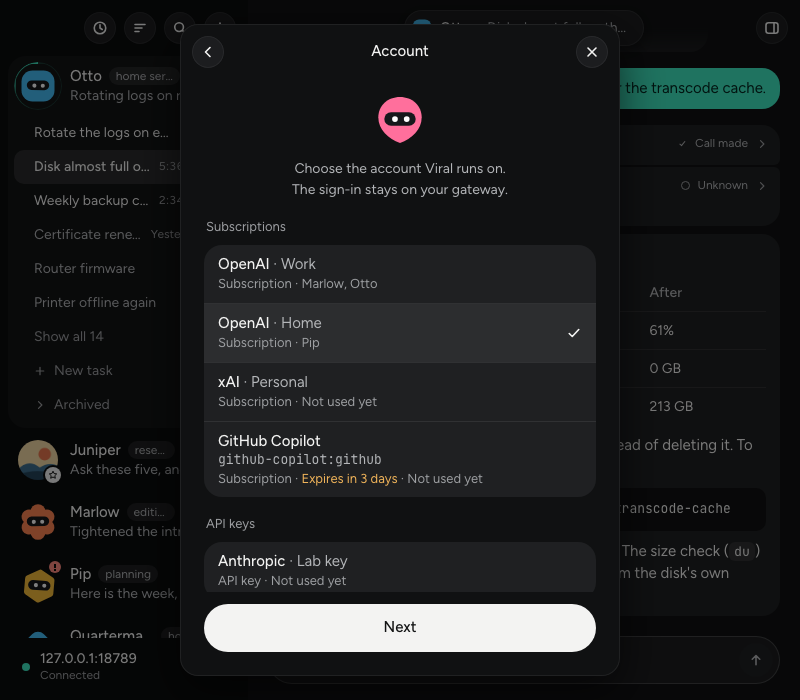 Account
Choose the account Viral runs on.
The sign-in stays on your gateway.
Subscriptions
OpenAI · Work
Subscription · Marlow, Otto
OpenAI · Home
Subscription · Pip
xAI · Personal
Subscription · Not used yet
GitHub Copilot
github-copilot:github
Subscription · Expires in 3 days · Not used yet
API keys
Anthropic · Lab key
API key · Not used yet
Next
Otto home ser...
Rotating logs on
Rotate the logs on e...
Disk almost full o... 5:36
Weekly backup c... 2:34
Certificate rene... Yeste
Router firmware
Printer offline again
Show all 14
New task
Archived
Juniper rese...
Ask these five, an
Marlow editi...
Tightened the int
Pip planning
Here is the week,
Quarterma
127.0.0.1:18789
Connected
the transcode cache.
Call made
Unknown
After
61%
0 GB
213 GB
ead of deleting it. To
transcode-cache
The size check ( du )
m the disk's own